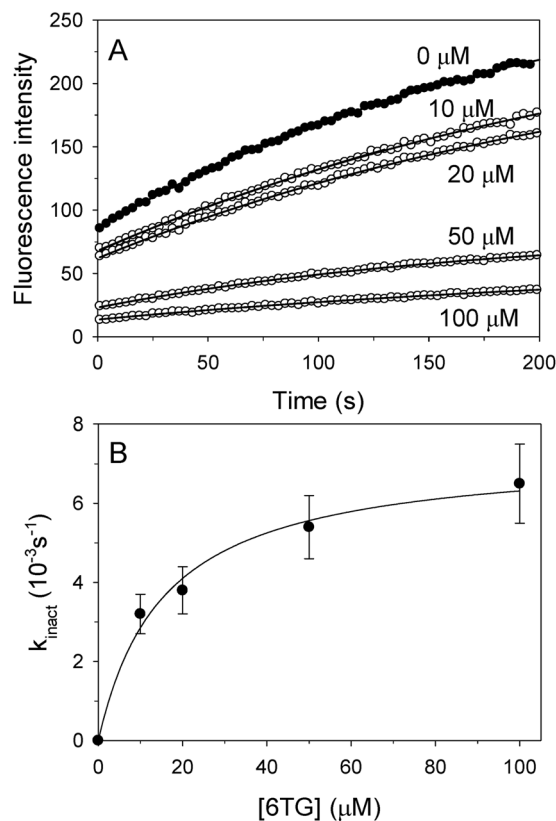 A
250
200
150
100
50
0
Fluorescence intensity
0 μM
10 μM
20 μM
50 μM
100 μM
0 50 100 150 200
Time (s)
B
8
6
4
2
0
k_inact (10^-3 s^-1)
0 20 40 60 80 100
[6TG] (μM)